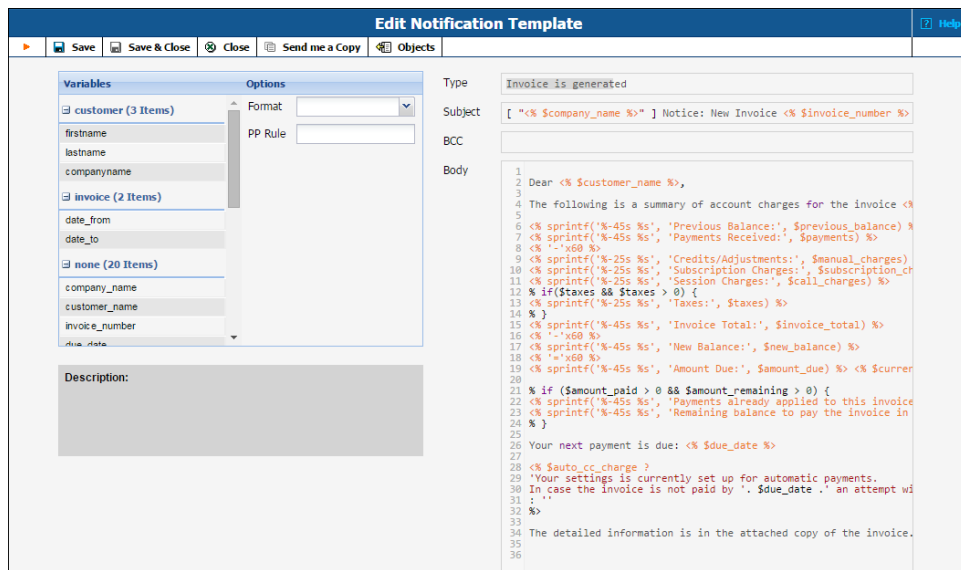 Edit Notification Template
Help
Save
Save & Close
Close
Send me a Copy
Objects
Variables
Options
customer (3 Items)
firstname
lastname
companyname
invoice (2 Items)
date_from
date_to
none (20 Items)
company_name
customer_name
invoice_number
due_date
Format
PP Rule
Description:
Type
Invoice is generated
Subject
[ "<% $company_name %>" ] Notice: New Invoice <% $invoice_number %>
BCC
Body
1
2 Dear <% $customer_name %>,
3
4 The following is a summary of account charges for the invoice <%
5
6 <% sprintf('%-45s %s', 'Previous Balance:', $previous_balance) %
7 <% sprintf('%-45s %s', 'Payments Received:', $payments) %>
8 <% '-'x60 %>
9 <% sprintf('%-25s %s', 'Credits/Adjustments:', $manual_charges)
10 <% sprintf('%-25s %s', 'Subscription Charges:', $subscription_ch
11 <% sprintf('%-25s %s', 'Session Charges:', $call_charges) %>
12 % if($taxes && $taxes > 0) {
13 <% sprintf('%-25s %s', 'Taxes:', $taxes) %>
14 % }
15 <% sprintf('%-45s %s', 'Invoice Total:', $invoice_total) %>
16 <% '-'x60 %>
17 <% sprintf('%-45s %s', 'New Balance:', $new_balance) %>
18 <% '='x60 %>
19 <% sprintf('%-45s %s', 'Amount Due:', $amount_due) %> <% $curren
20
21 % if ($amount_paid > 0 && $amount_remaining > 0) {
22 <% sprintf('%-45s %s', 'Payments already applied to this invoice
23 <% sprintf('%-45s %s', 'Remaining balance to pay the invoice in
24 % }
25
26 Your next payment is due: <% $due_date %>
27
28 <% $auto_cc_charge ?
29 'Your settings is currently set up for automatic payments.
30 In case the invoice is not paid by '. $due_date .' an attempt wi
31 : ''
32 %>
33
34 The detailed information is in the attached copy of the invoice.
35
36